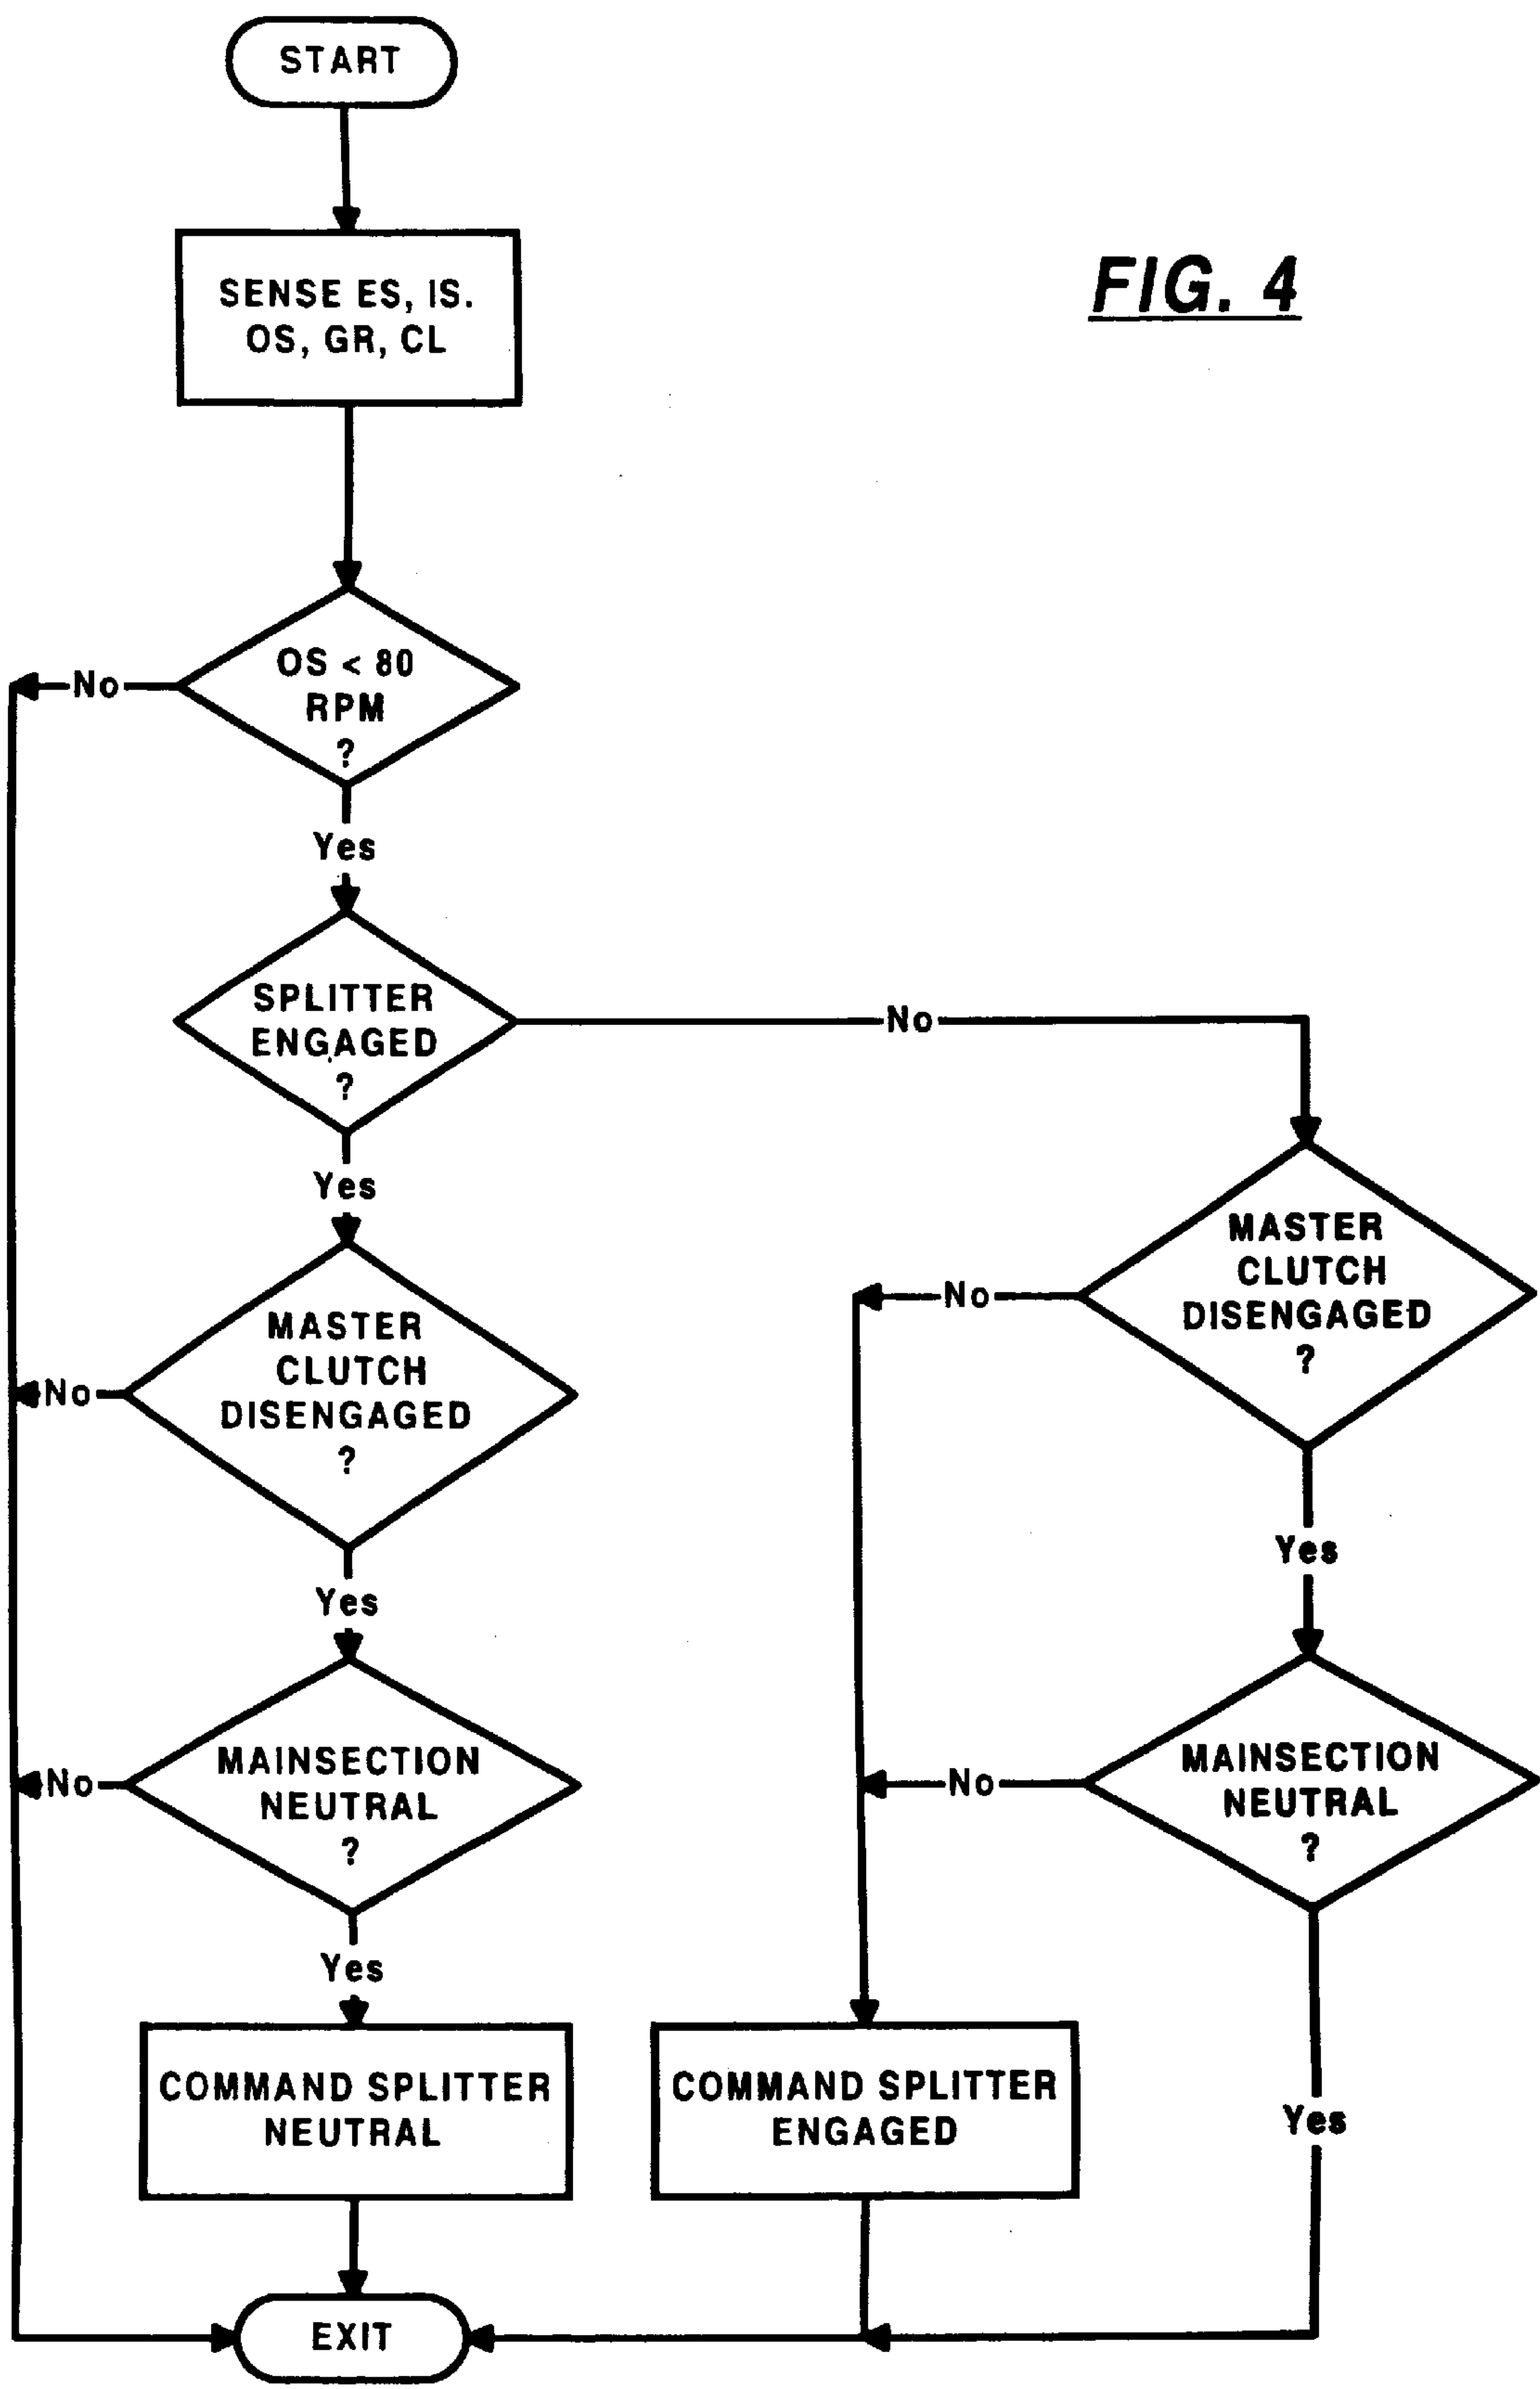 START
SENSE ES, IS.
OS, GR, CL
FIG. 4
OS < 80
RPM
?
No
Yes
SPLITTER
ENGAGED
?
No
Yes
MASTER
CLUTCH
DISENGAGED
?
No
Yes
MAINSECTION
NEUTRAL
?
No
Yes
COMMAND SPLITTER
NEUTRAL
MASTER
CLUTCH
DISENGAGED
?
No
Yes
MAINSECTION
NEUTRAL
?
No
Yes
COMMAND SPLITTER
ENGAGED
EXIT